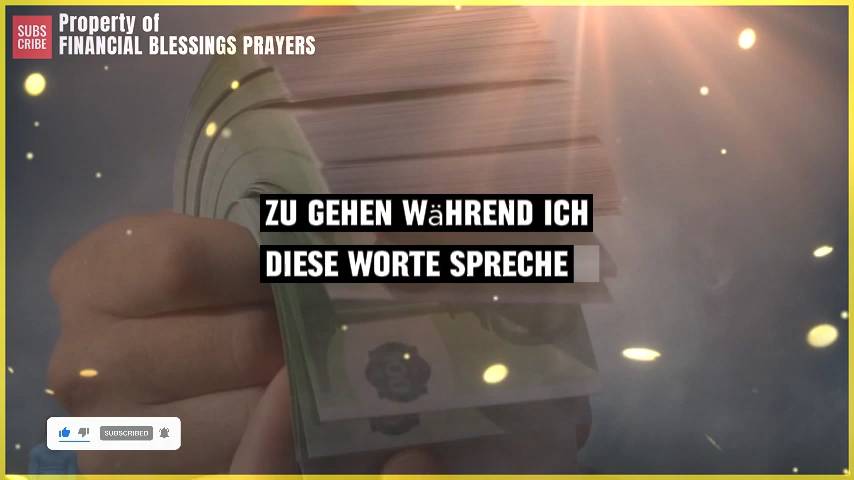 SUBS
CRIBE
Property of
FINANCIAL BLESSINGS PRAYERS
ZU GEHEN WäHREND ICH
DIESE WORTE SPRECHE
SUBSCRIBED